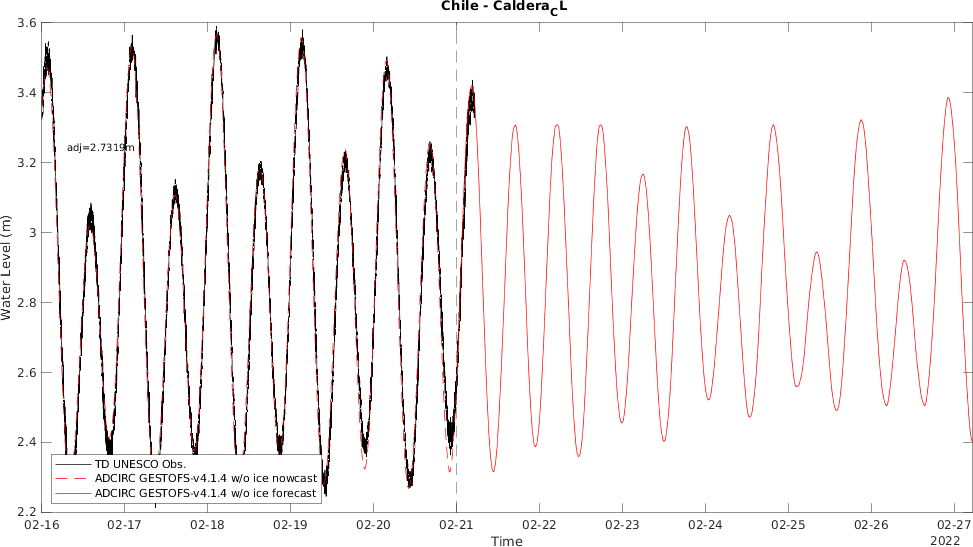 Chile - Caldera_CL
3.6
3.4
3.2
3
2.8
2.6
2.4
2.2
Water Level (m)
adj=2.7319m
TD UNESCO Obs.
ADCIRC GESTOFS-v4.1.4 w/o ice nowcast
ADCIRC GESTOFS-v4.1.4 w/o ice forecast
02-16 02-17 02-18 02-19 02-20 02-21 02-22 02-23 02-24 02-25 02-26 02-27
Time 2022